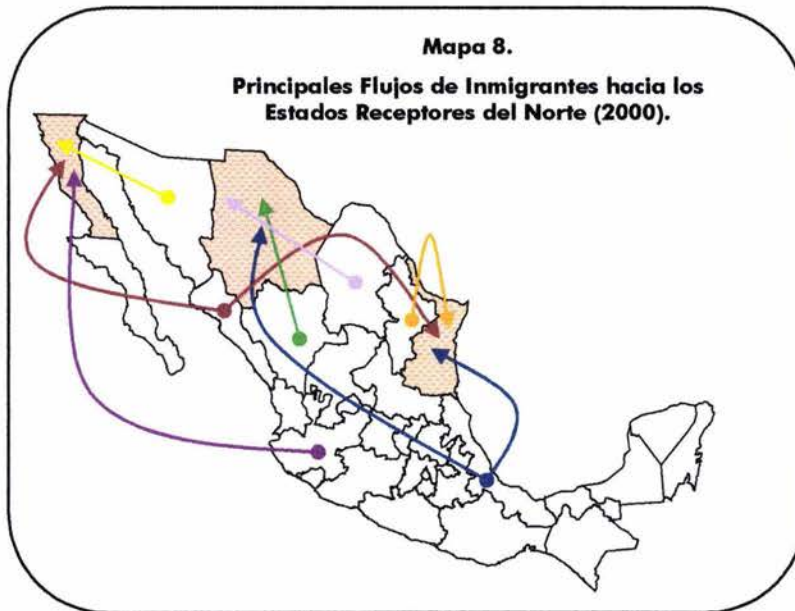 Mapa 8.
Principales Flujos de Inmigrantes hacia los
Estados Receptores del Norte (2000).